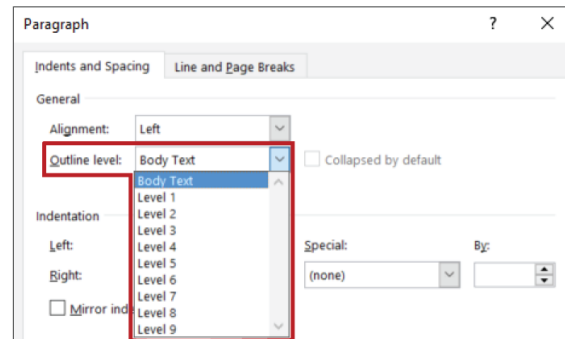 Paragraph ? ×
Indents and Spacing Line and Page Breaks
General
Alignment: Left
Outline level: Body Text Collapsed by default
Body Text
Level 1
Indentation Level 2
Level 3
Left: Level 4 Special: By:
Level 5
Right: Level 6 (none)
Level 7
Mirror ind Level 8
Level 9